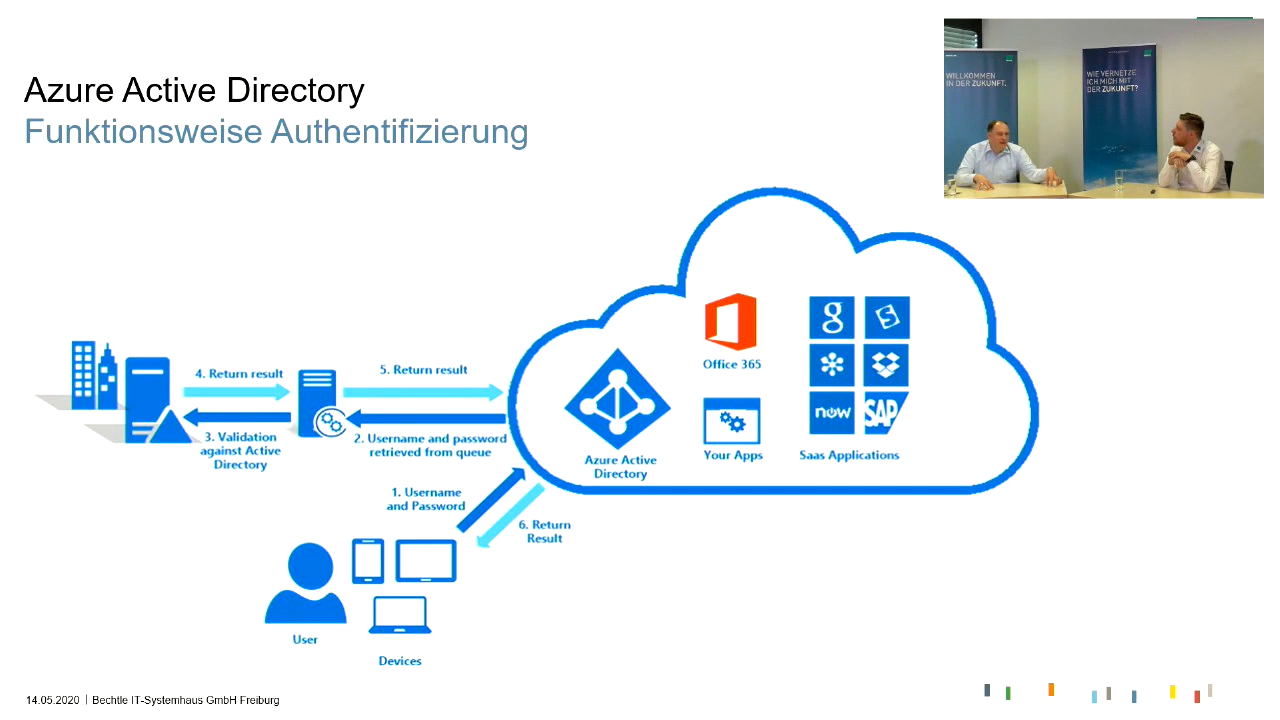 Azure Active Directory
Funktionsweise Authentifizierung
WILLKOMMEN
IN DER ZUKUNFT.
WIE VERNETZE
ICH MICH MIT
DER ZUKUNFT?
4. Return result
5. Return result
3. Validation
against Active
Directory
2. Username and password
retrieved from queue
1. Username
and Password
6. Return
Result
Azure Active
Directory
Office 365
Your Apps
g
S
now
SAP
Saas Applications
User
Devices
14.05.2020 | Bechtle IT-Systemhaus GmbH Freiburg